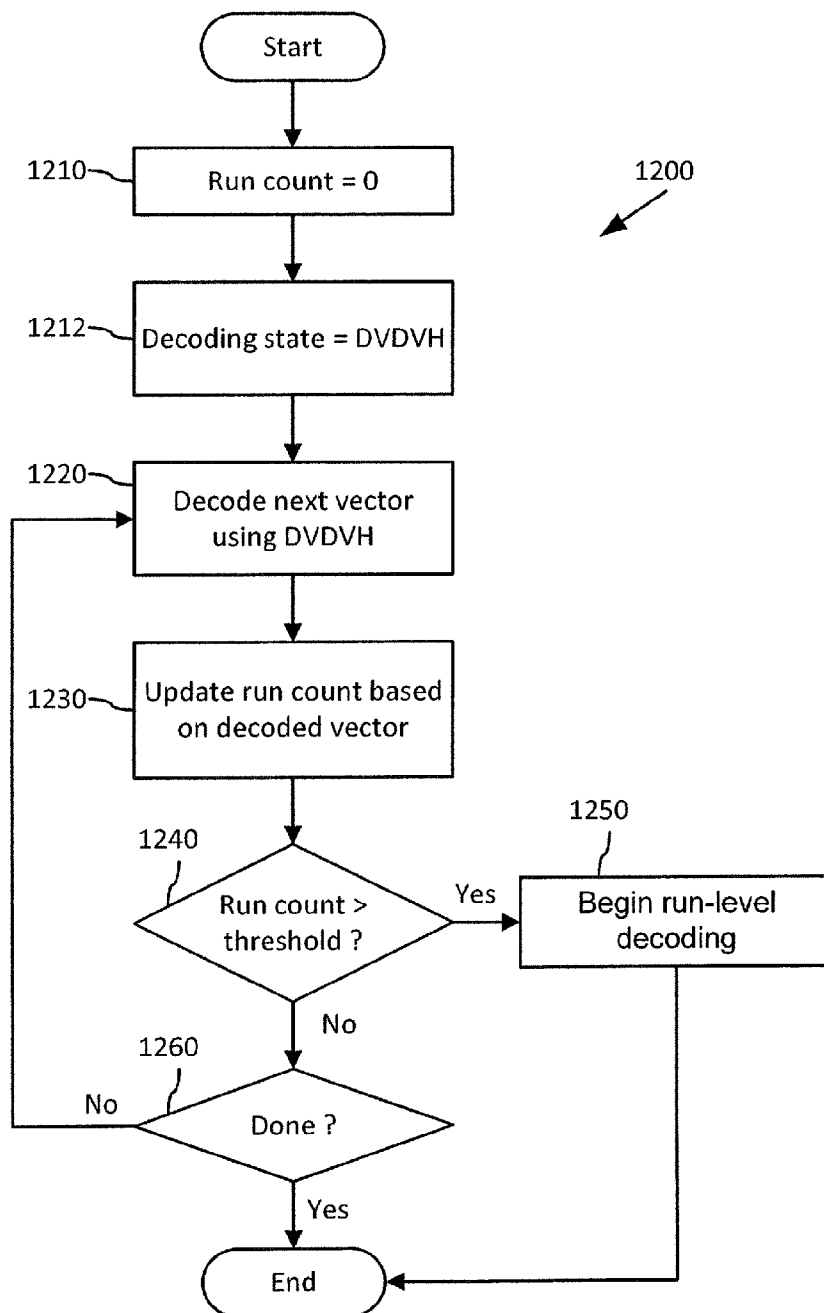 Start
1210
Run count = 0
1200
1212
Decoding state = DVDVH
1220
Decode next vector
using DVDVH
1230
Update run count based
on decoded vector
1240
Run count >
threshold ?
Yes
1250
Begin run-level
decoding
No
1260
No
Done ?
Yes
End